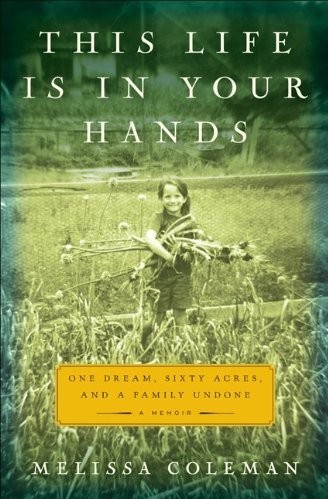 THIS LIFE
IS IN YOUR
HANDS
ONE DREAM, SIXTY ACRES,
AND A FAMILY UNDONE
A MEMOIR
MELISSA COLEMAN